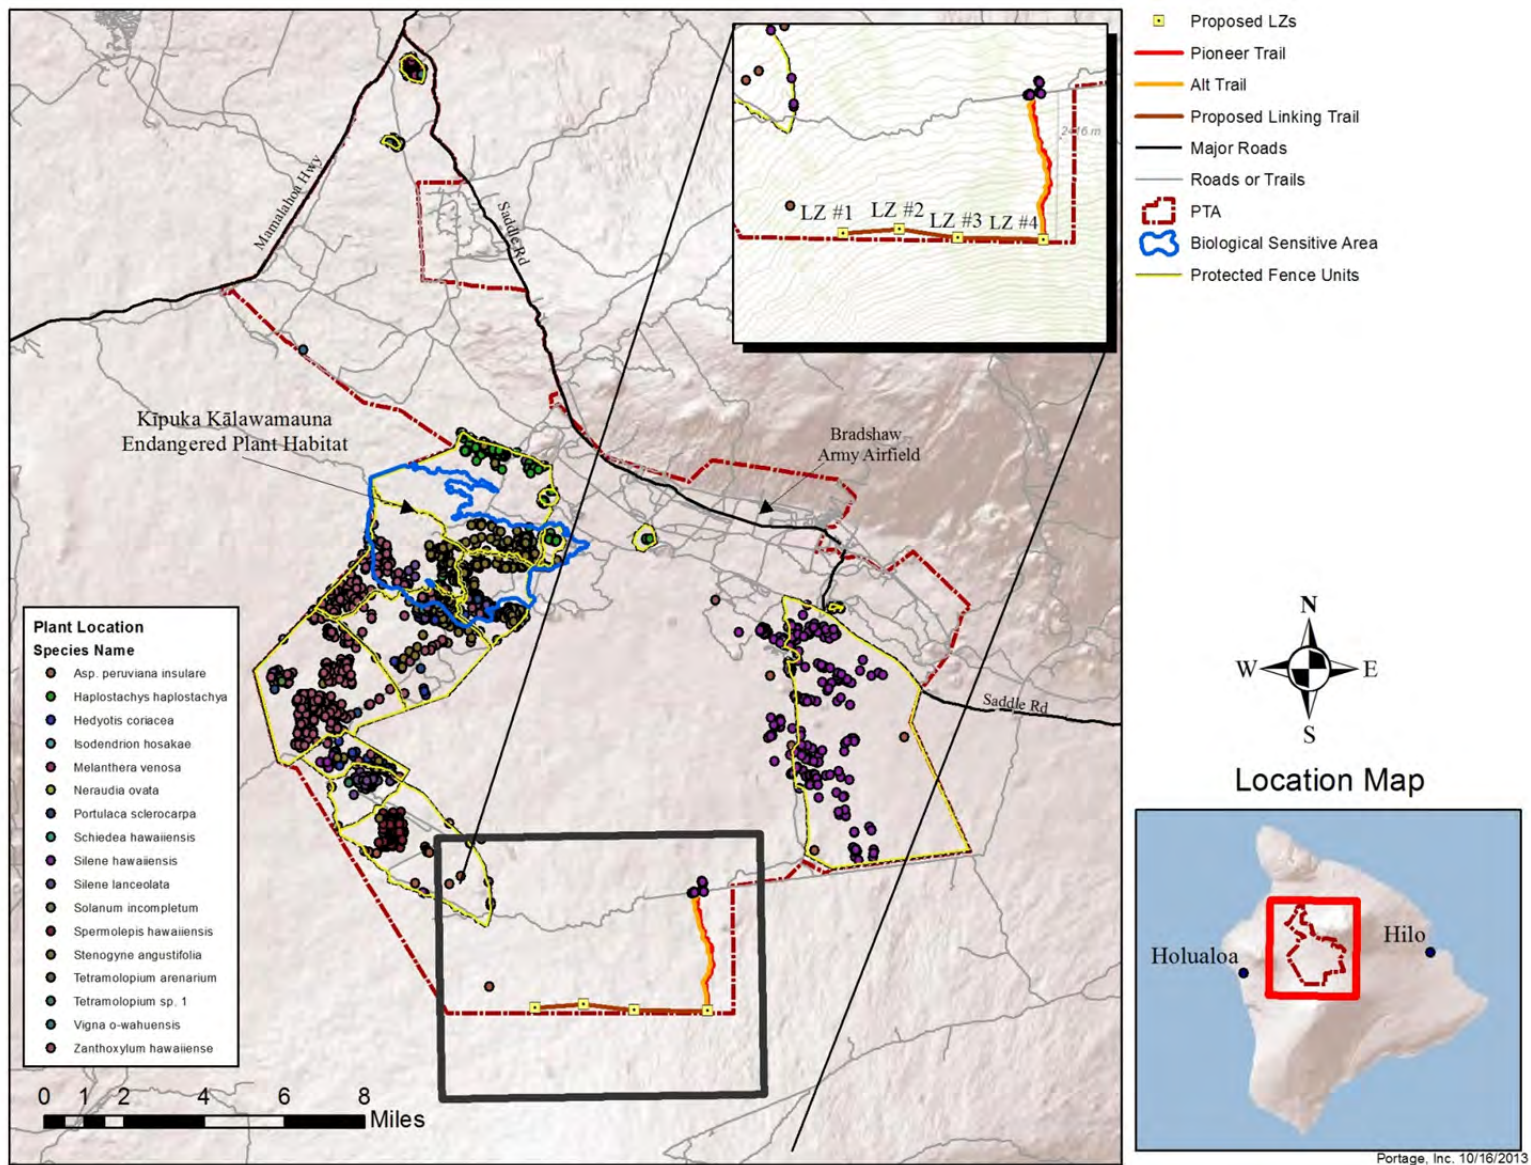 Proposed LZs
Pioneer Trail
Alt Trail
Proposed Linking Trail
Major Roads
Roads or Trails
PTA
Biological Sensitive Area
Protected Fence Units
2416 m
LZ #1
LZ #2
LZ #3
LZ #4
Mamalahoa Hwy
Saddle Rd
Kīpuka Kālawamauna
Endangered Plant Habitat
Bradshaw
Army Airfield
Saddle Rd
Plant Location
Species Name
Asp. peruviana insulare
Haplostachys haplostachya
Hedyotis coriacea
Isodendrion hosakae
Melanthera venosa
Neraudia ovata
Portulaca sclerocarpa
Schiedea hawaiiensis
Silene hawaiiensis
Silene lanceolata
Solanum incompletum
Spermolepis hawaiiensis
Stenogyne angustifolia
Tetramolopium arenarium
Tetramolopium sp. 1
Vigna o-wahuensis
Zanthoxylum hawaiiense
0 1 2 4 6 8
Miles
N
W E
S
Location Map
Holualoa
Hilo
Portage, Inc. 10/16/2013